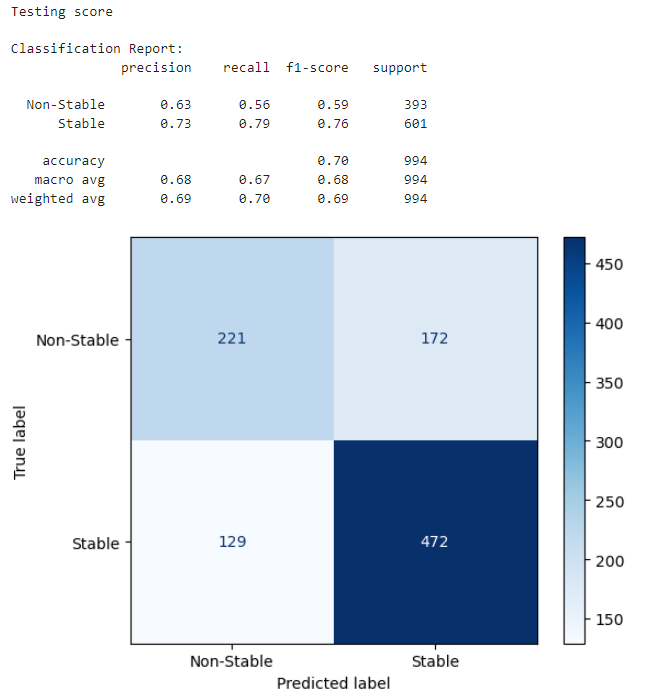 Testing score
Classification Report:
precision recall f1-score support
Non-Stable 0.63 0.56 0.59 393
Stable 0.73 0.79 0.76 601
accuracy 0.70 994
macro avg 0.68 0.67 0.68 994
weighted avg 0.69 0.70 0.69 994
450
400
350
300
250
200
150
True label
Non-Stable
221 172
Stable
129 472
Non-Stable Stable
Predicted label